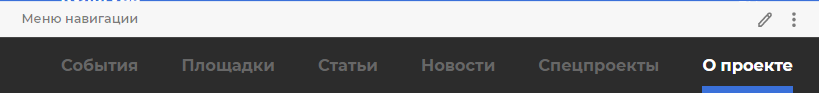 Меню навигации
События Площадки Статьи Новости Спецпроекты О проекте